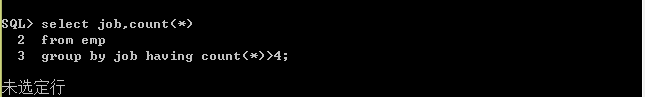 SQL> select job,count(*)
2 from emp
3 group by job having count(*)>4;
未选定行